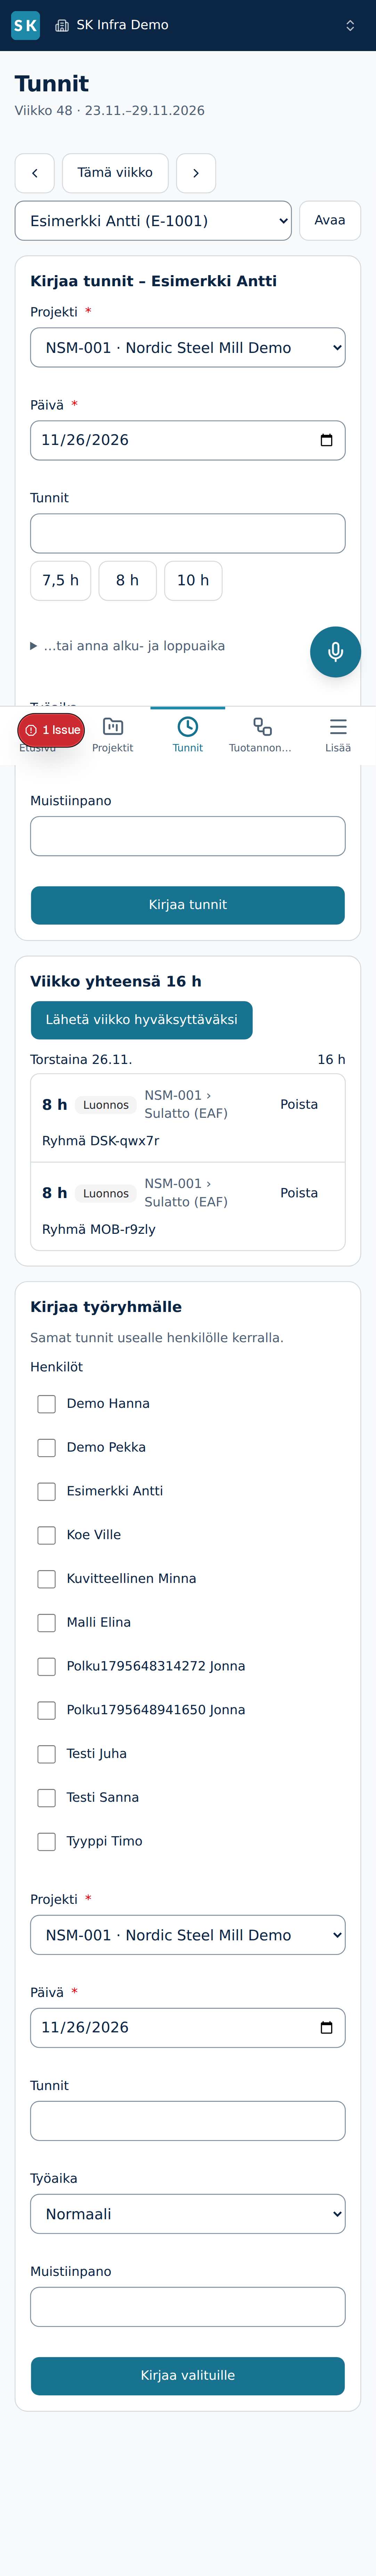 SK SK Infra Demo
Tunnit
Viikko 48 · 23.11.–29.11.2026
Tämä viikko
Esimerkki Antti (E-1001) Avaa
Kirjaa tunnit – Esimerkki Antti
Projekti *
NSM-001 · Nordic Steel Mill Demo
Päivä *
11/26/2026
Tunnit
7,5 h 8 h 10 h
…tai anna alku- ja loppuaika
1 Issue
Projektit Tunnit Tuotannon… Lisää
Muistiinpano
Kirjaa tunnit
Viikko yhteensä 16 h
Lähetä viikko hyväksyttäväksi
Torstaina 26.11. 16 h
8 h Luonnos NSM-001 ›
Sulatto (EAF) Poista
Ryhmä DSK-qwx7r
8 h Luonnos NSM-001 ›
Sulatto (EAF) Poista
Ryhmä MOB-r9zly
Kirjaa työryhmälle
Samat tunnit usealle henkilölle kerralla.
Henkilöt
Demo Hanna
Demo Pekka
Esimerkki Antti
Koe Ville
Kuvitteellinen Minna
Malli Elina
Polku1795648314272 Jonna
Polku1795648941650 Jonna
Testi Juha
Testi Sanna
Tyyppi Timo
Projekti *
NSM-001 · Nordic Steel Mill Demo
Päivä *
11/26/2026
Tunnit
Työaika
Normaali
Muistiinpano
Kirjaa valituille